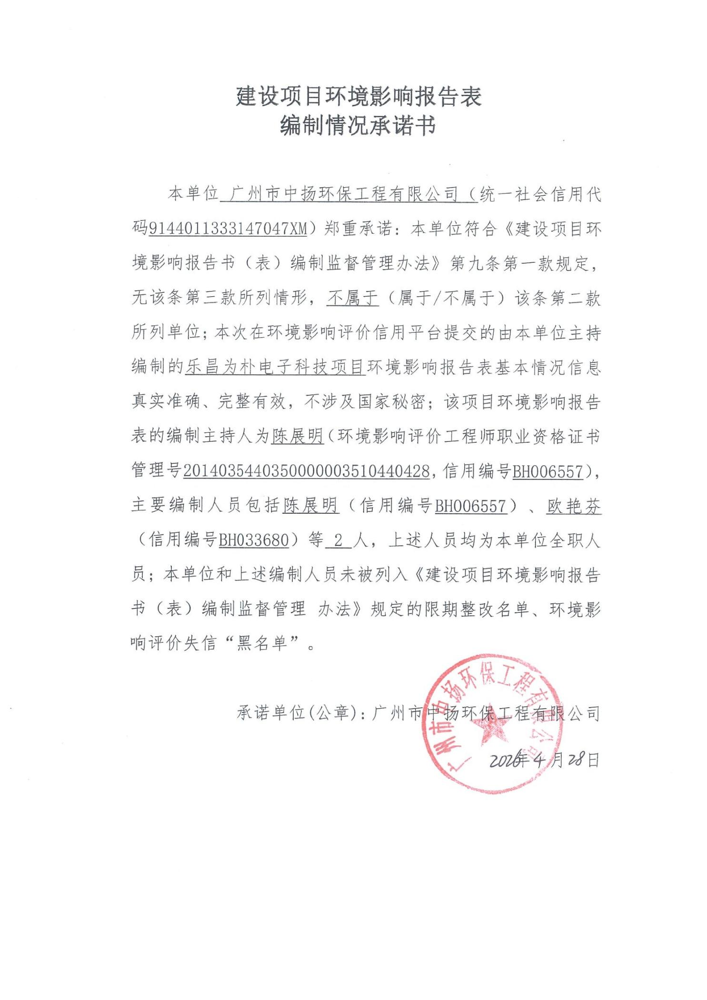 建设项目环境影响报告表
编制情况承诺书
本单位 广州市中扬环保工程有限公司（统一社会信用代
码9144011333147047XM）郑重承诺：本单位符合《建设项目环
境影响报告书（表）编制监督管理办法》第九条第一款规定，
无该条第三款所列情形，不属于（属于/不属于）该条第二款
所列单位；本次在环境影响评价信用平台提交的由本单位主持
编制的乐昌为朴电子科技项目环境影响报告表基本情况信息
真实准确、完整有效，不涉及国家秘密；该项目环境影响报告
表的编制主持人为陈展明（环境影响评价工程师职业资格证书
管理号2014035440350000003510440428，信用编号BH006557），
主要编制人员包括陈展明（信用编号BH006557）、欧艳芬
（信用编号BH033680）等 2 人，上述人员均为本单位全职人
员；本单位和上述编制人员未被列入《建设项目环境影响报告
书（表）编制监督管理 办法》规定的限期整改名单、环境影
响评价失信“黑名单”。
广州市中扬环保工程有限公司
承诺单位(公章)：广州市中扬环保工程有限公司
2026年4月28日